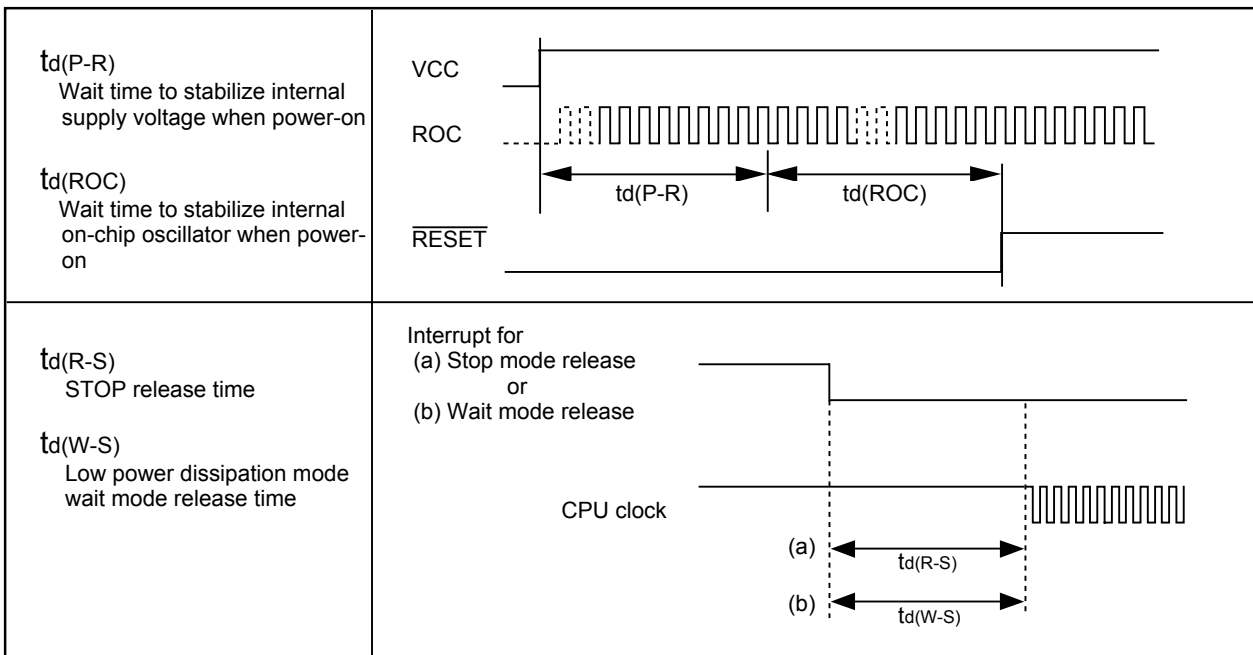 td(P-R)
Wait time to stabilize internal
supply voltage when power-on
td(ROC)
Wait time to stabilize internal
on-chip oscillator when power-
on
VCC
ROC
td(P-R)
td(ROC)
RESET
td(R-S)
STOP release time
td(W-S)
Low power dissipation mode
wait mode release time
Interrupt for
(a) Stop mode release
or
(b) Wait mode release
CPU clock
(a)
td(R-S)
(b)
td(W-S)